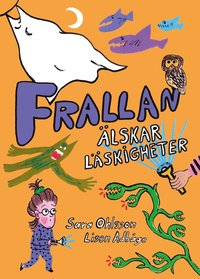 FRALLAN
ÄLSKAR
LÄSKIGHETER
Sara Ohlsson
Lisen Adbåge